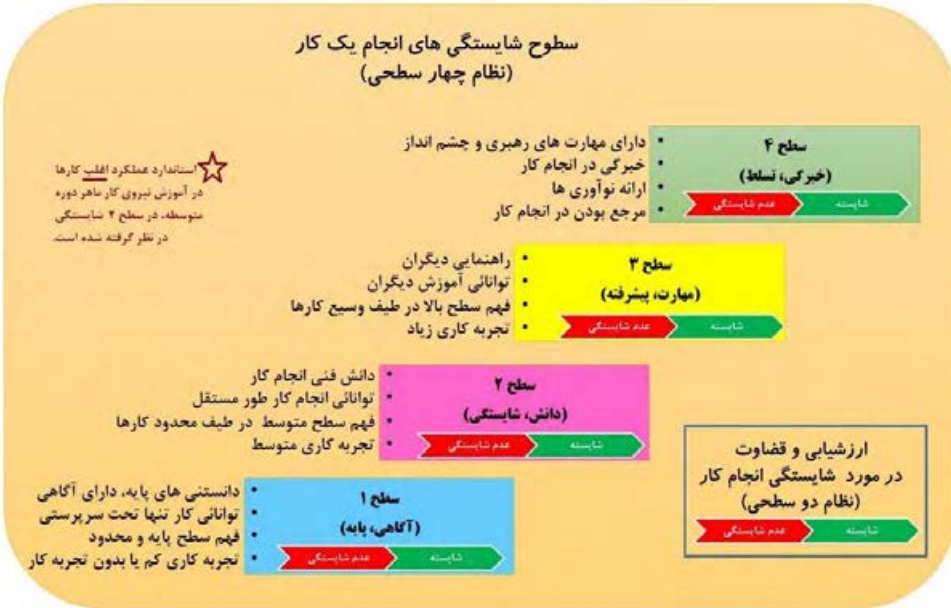 سطوح شایستگی های انجام یک کار
(نظام چهار سطحی)
سطح ۴
(خبرگی، تسلط)
شایسته
عدم شایستگی
• دارای مهارت های رهبری و چشم انداز
• خبرگی در انجام کار
• ارائه نوآوری ها
• مرجع بودن در انجام کار
استاندارد عملکرد اغلب کارها
در آموزش نیروی کار ماهر دوره
متوسطه، در سطح ۲ شایستگی
در نظر گرفته شده است.
سطح ۳
(مهارت، پیشرفته)
شایسته
عدم شایستگی
• راهنمایی دیگران
• توانائی آموزش دیگران
• فهم سطح بالا در طیف وسیع کارها
• تجربه کاری زیاد
سطح ۲
(دانش، شایستگی)
شایسته
عدم شایستگی
• دانش فنی انجام کار
• توانائی انجام کار طور مستقل
• فهم سطح متوسط در طیف محدود کارها
• تجربه کاری متوسط
ارزشیابی و قضاوت
در مورد شایستگی انجام کار
(نظام دو سطحی)
شایسته
عدم شایستگی
سطح ۱
(آگاهی، پایه)
شایسته
عدم شایستگی
• دانستنی های پایه، دارای آگاهی
• توانائی کار تنها تحت سرپرستی
• فهم سطح پایه و محدود
• تجربه کاری کم یا بدون تجربه کار